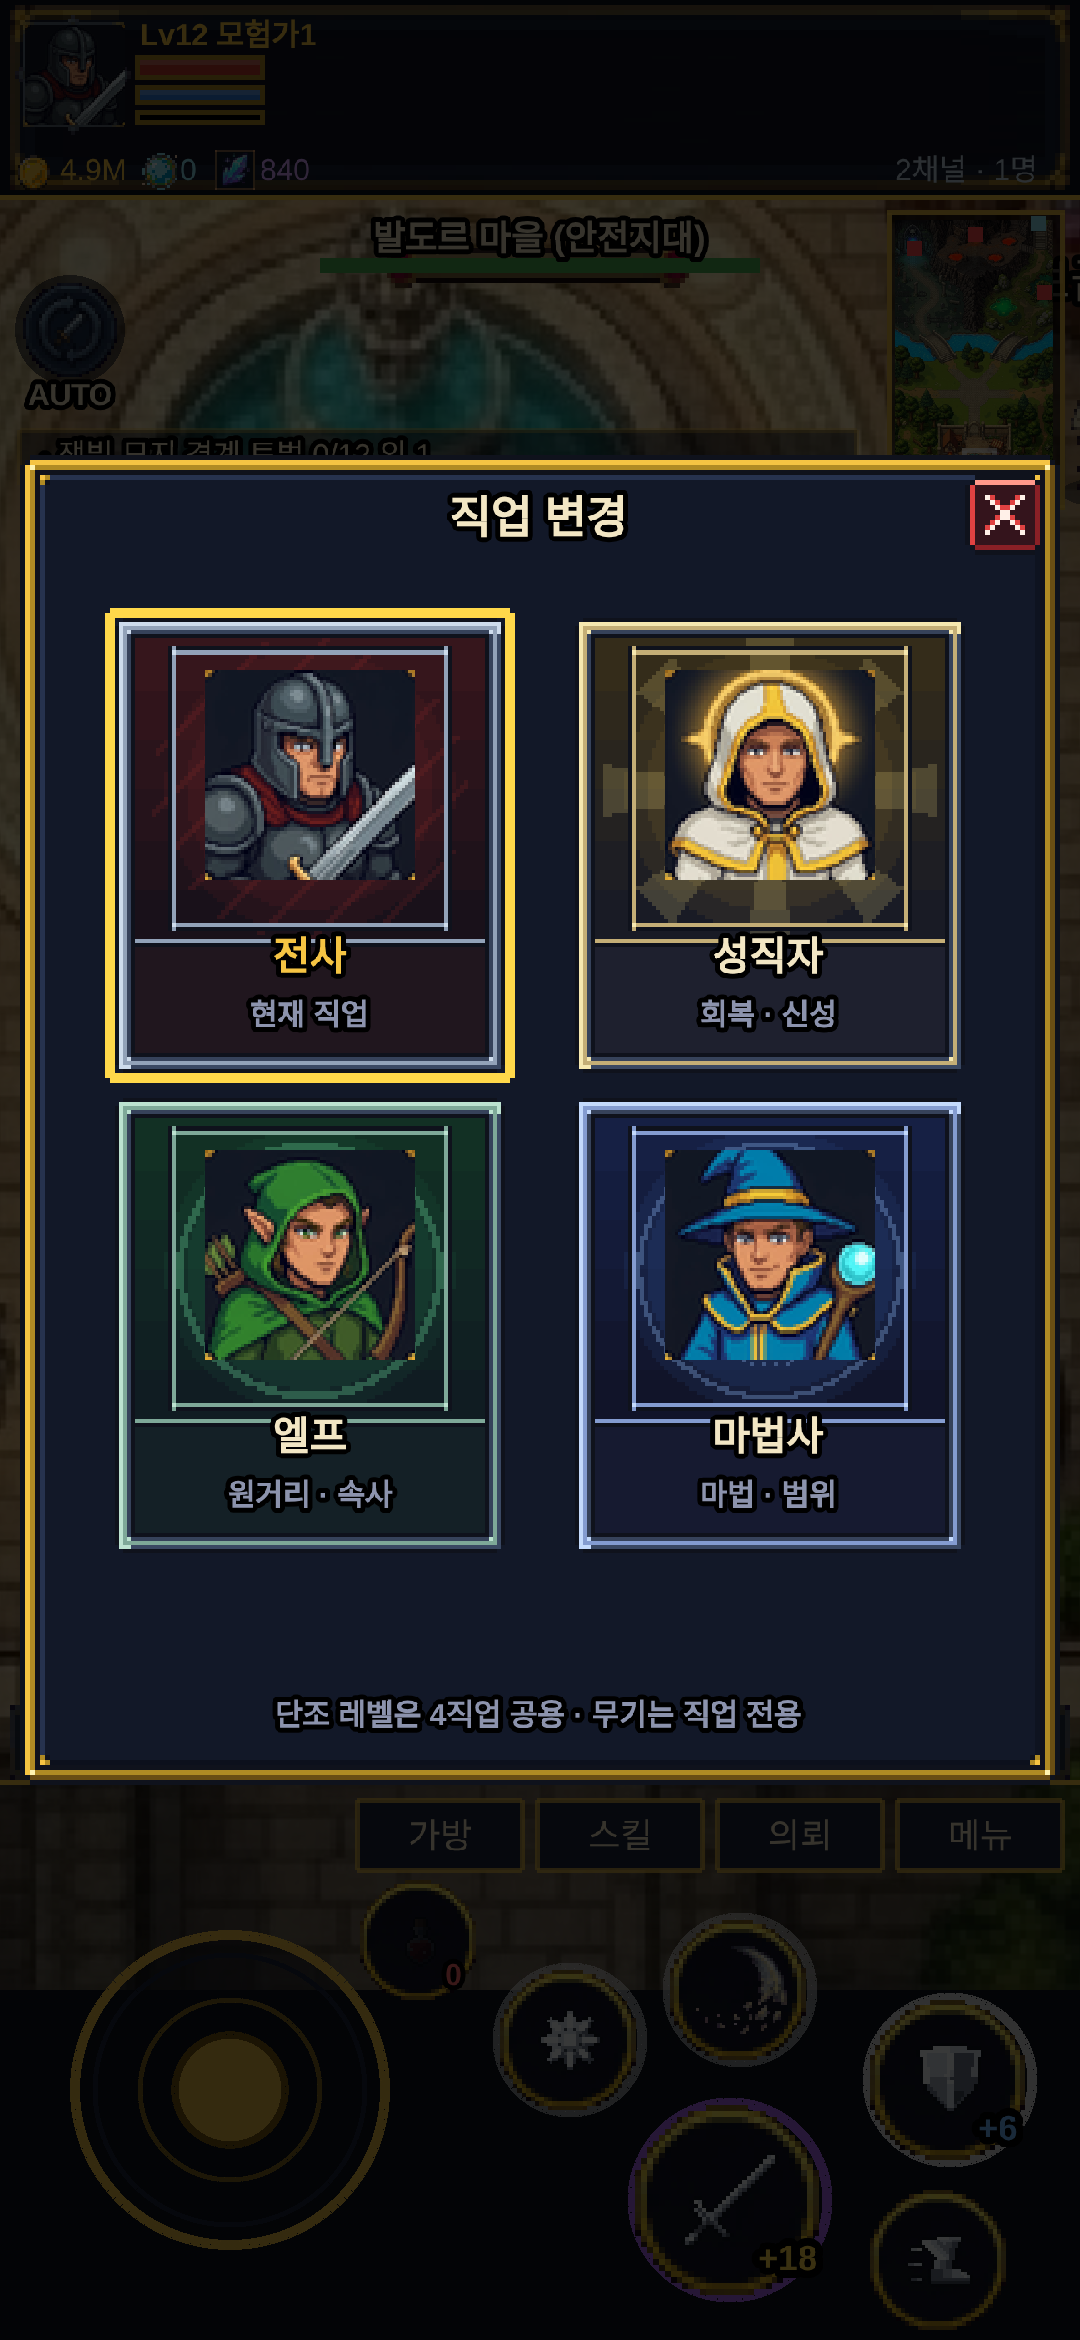 Lv12 모험가1
4.9M 0 840 2채널 · 1명
발도르 마을 (안전지대)
AUTO
직업 변경
전사
현재 직업
성직자
회복 · 신성
엘프
원거리 · 속사
마법사
마법 · 범위
단조 레벨은 4직업 공용 · 무기는 직업 전용
가방 스킬 의뢰 메뉴
0
+6
+18